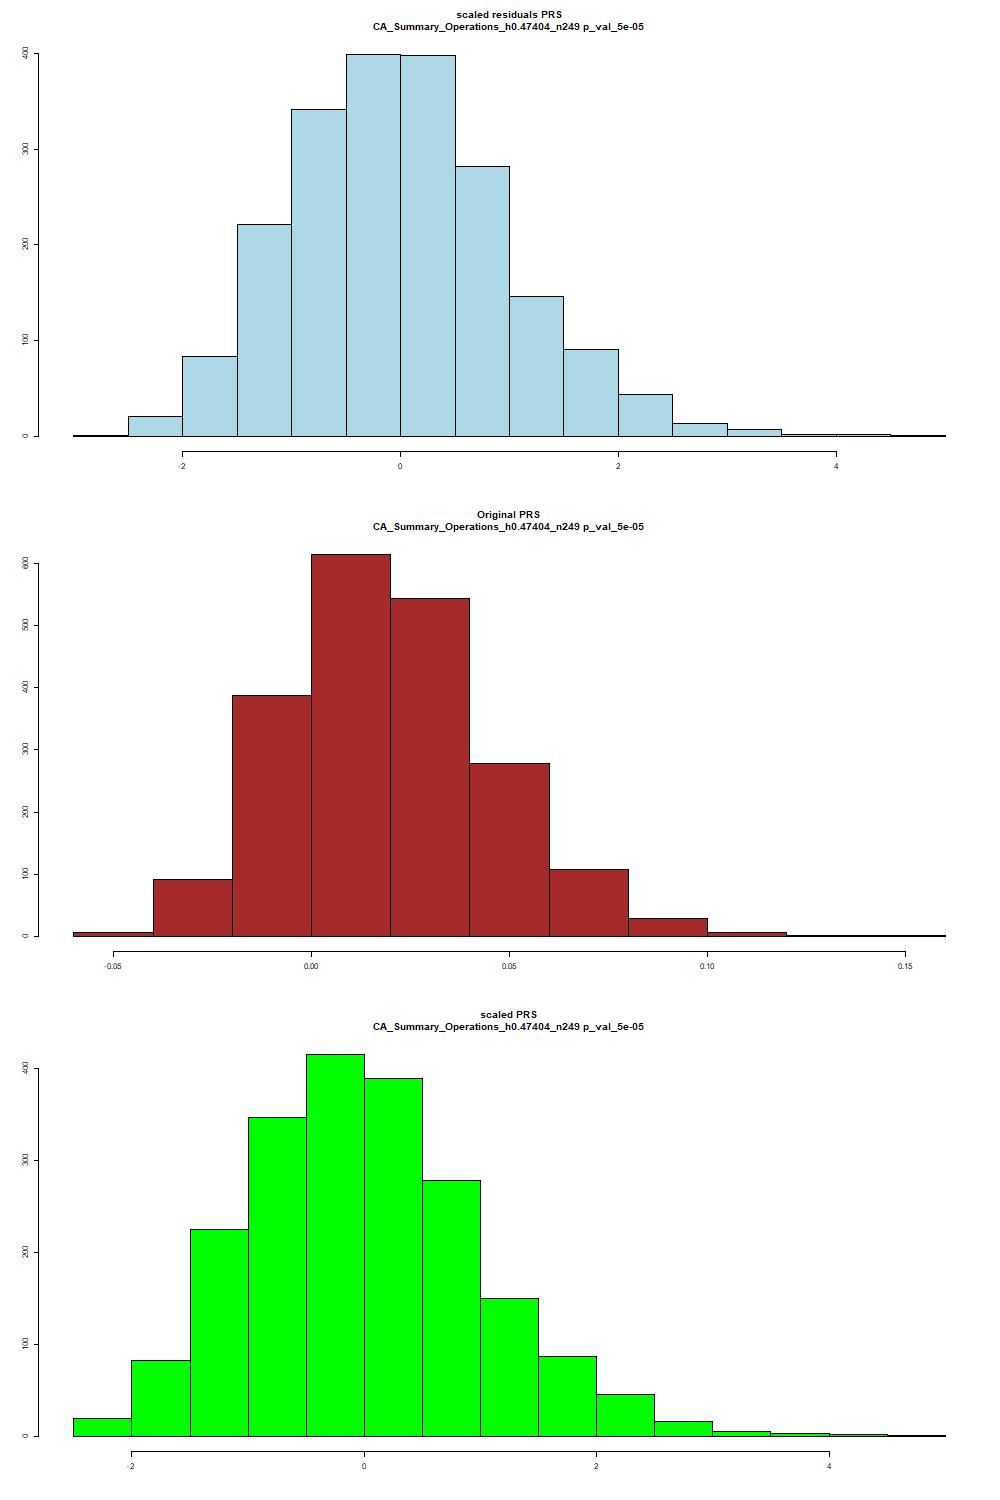 scaled residuals PRS
CA_Summary_Operations_h0.47404_n249 p_val_5e-05
400
300
200
100
0
-2 0 2 4
Original PRS
CA_Summary_Operations_h0.47404_n249 p_val_5e-05
600
500
400
300
200
100
0
-0.05 0.00 0.05 0.10 0.15
scaled PRS
CA_Summary_Operations_h0.47404_n249 p_val_5e-05
400
300
200
100
0
-2 0 2 4